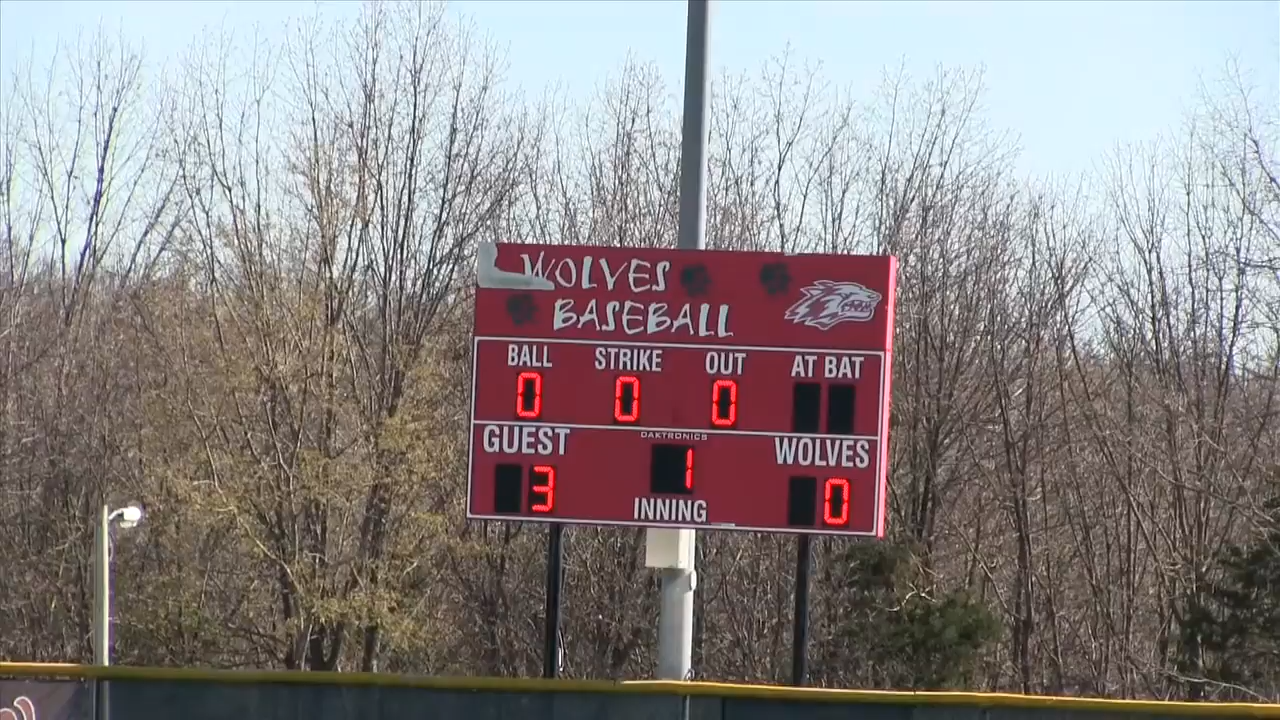 WOLVES
BASEBALL
BALL STRIKE OUT AT BAT
0 0 0
GUEST DAKTRONICS WOLVES
3 1 0
INNING